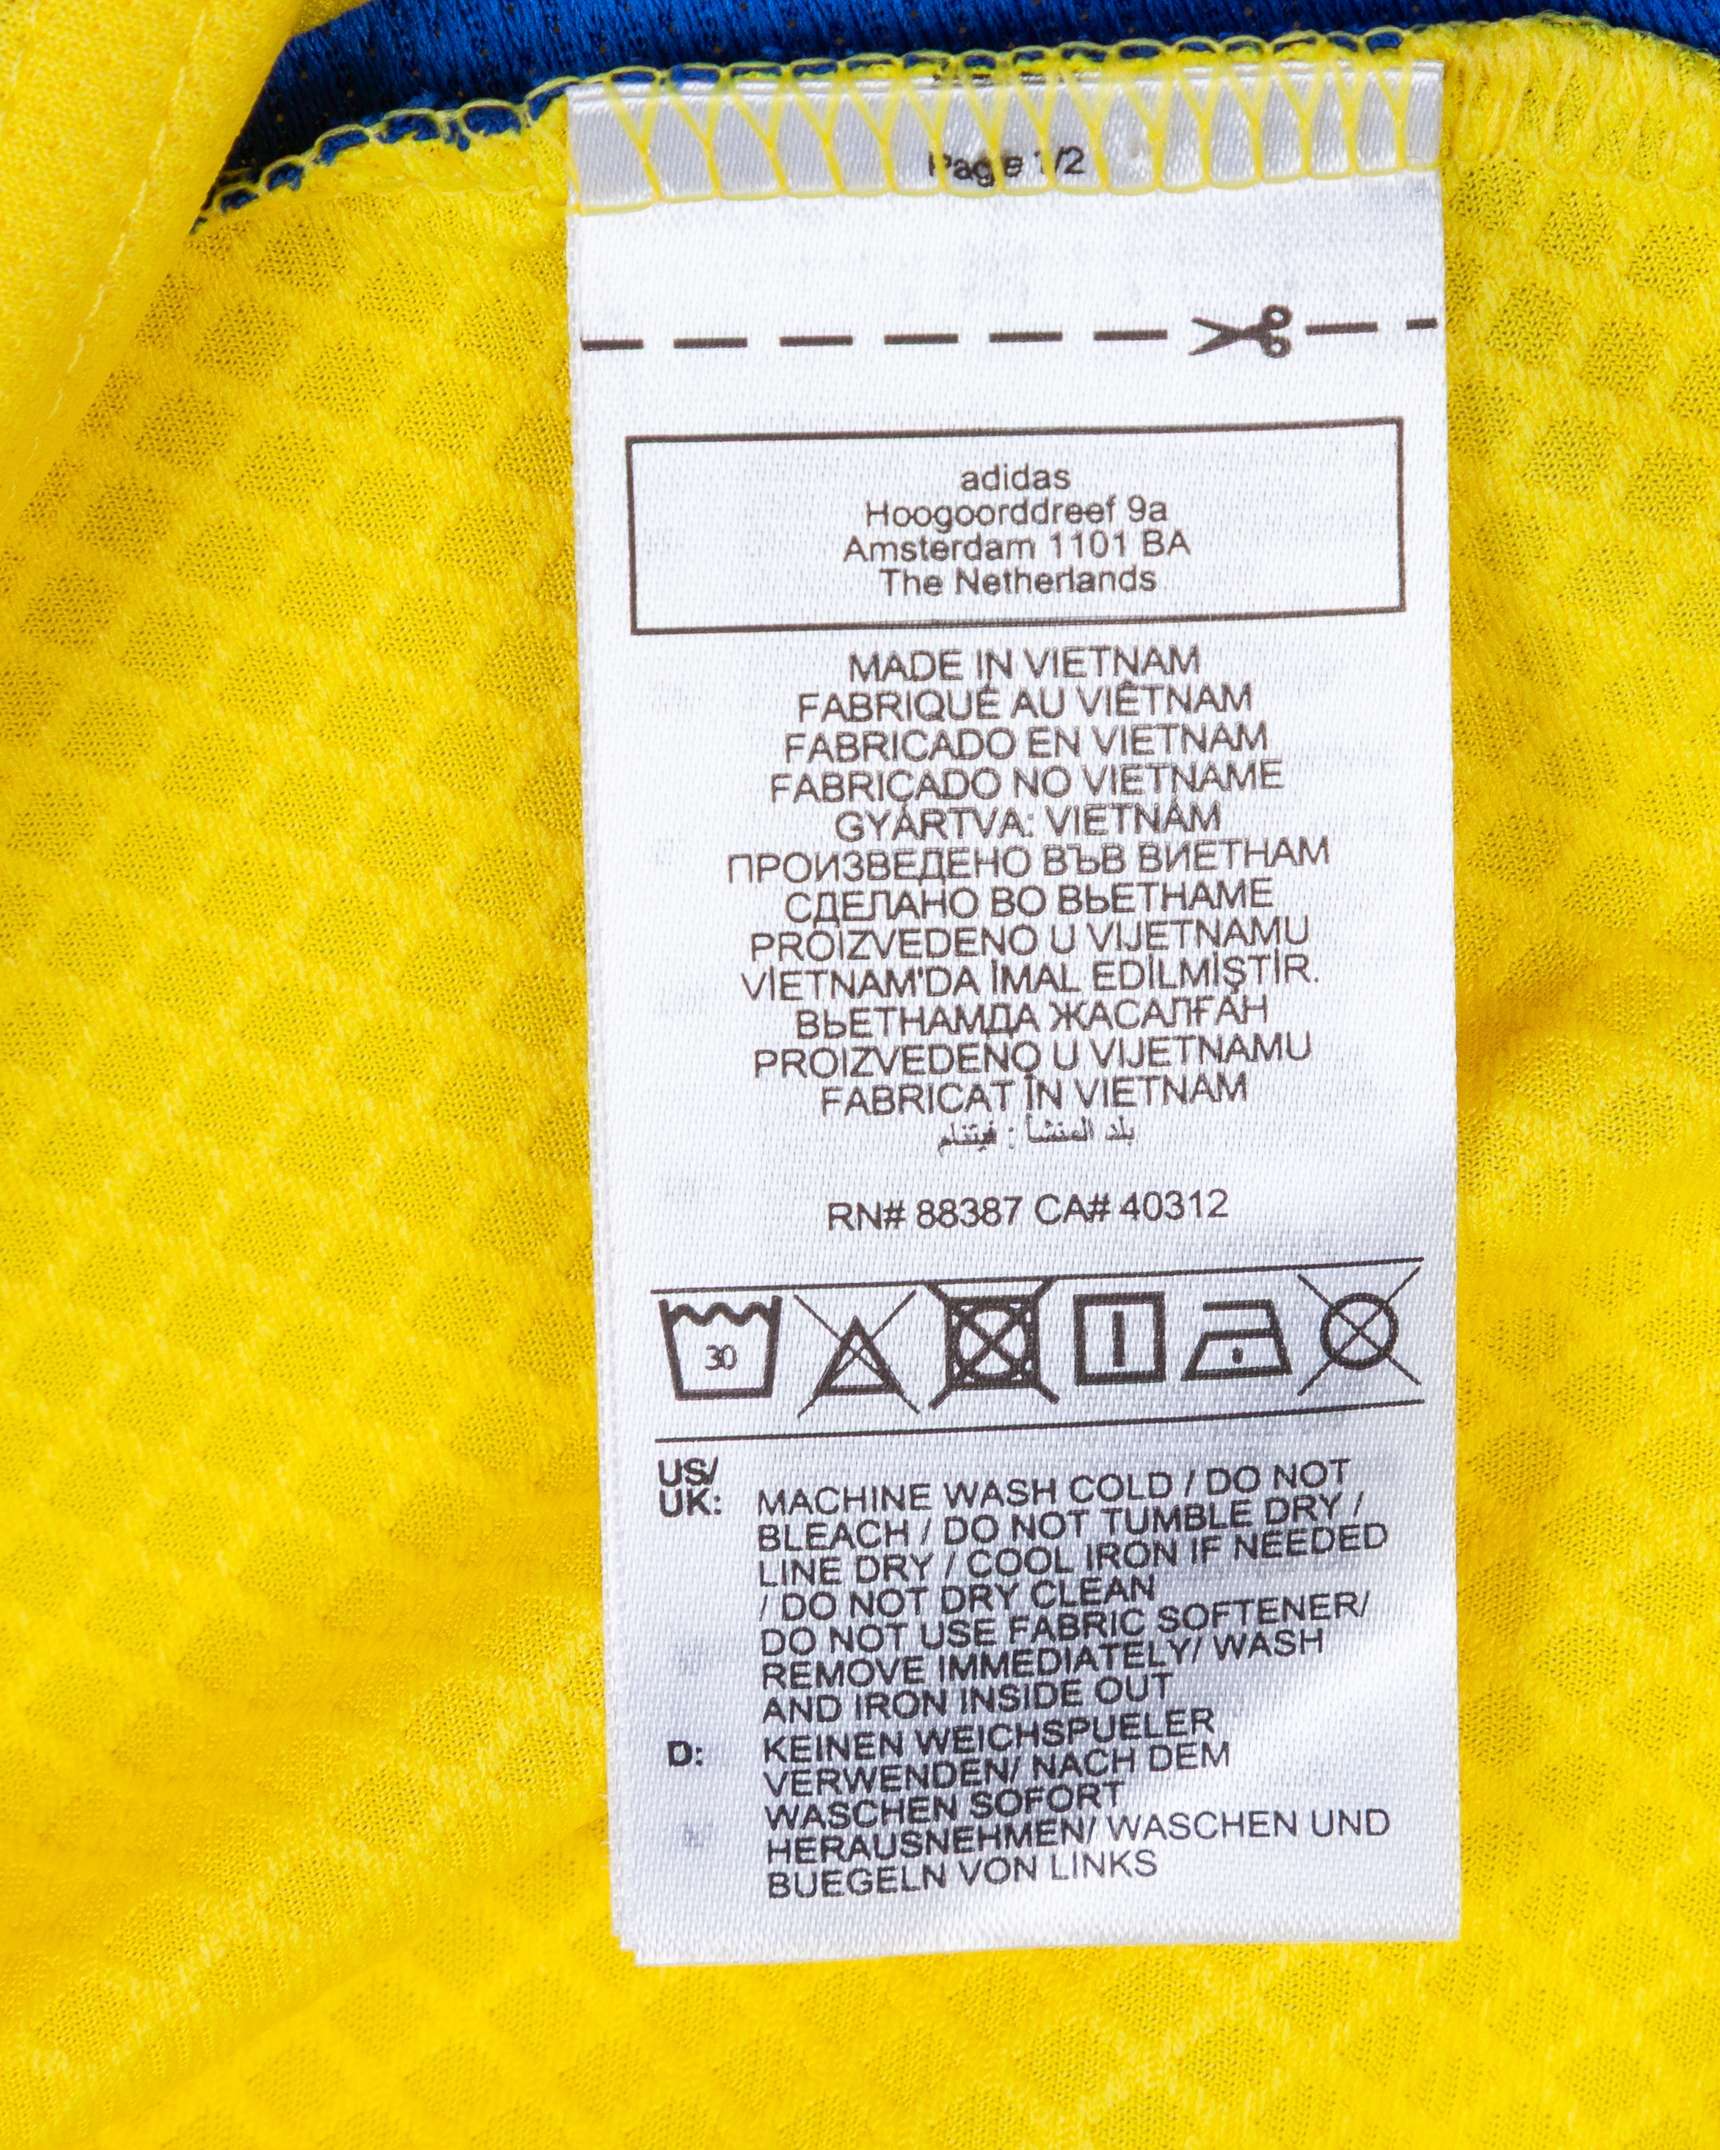 Page 1/2
adidas
Hoogoorddreef 9a
Amsterdam 1101 BA
The Netherlands
MADE IN VIETNAM
FABRIQUÉ AU VIÊTNAM
FABRICADO EN VIETNAM
FABRICADO NO VIETNAME
GYÁRTVA: VIETNÁM
ПРОИЗВЕДЕНО ВЪВ ВИЕТНАМ
СДЕЛАНО ВО ВЬЕТНАМЕ
PROIZVEDENO U VIJETNAMU
VİETNAM'DA İMAL EDİLMİŞTİR.
ВЬЕТНАМДА ЖАСАЛҒАН
PROIZVEDENO U VIJETNAMU
FABRICAT ÎN VIETNAM
بلد المنشأ : فيتنام
RN# 88387 CA# 40312
30
US/
UK: MACHINE WASH COLD / DO NOT
BLEACH / DO NOT TUMBLE DRY /
LINE DRY / COOL IRON IF NEEDED
/ DO NOT DRY CLEAN
DO NOT USE FABRIC SOFTENER/
REMOVE IMMEDIATELY/ WASH
AND IRON INSIDE OUT
D: KEINEN WEICHSPUELER
VERWENDEN/ NACH DEM
WASCHEN SOFORT
HERAUSNEHMEN/ WASCHEN UND
BUEGELN VON LINKS